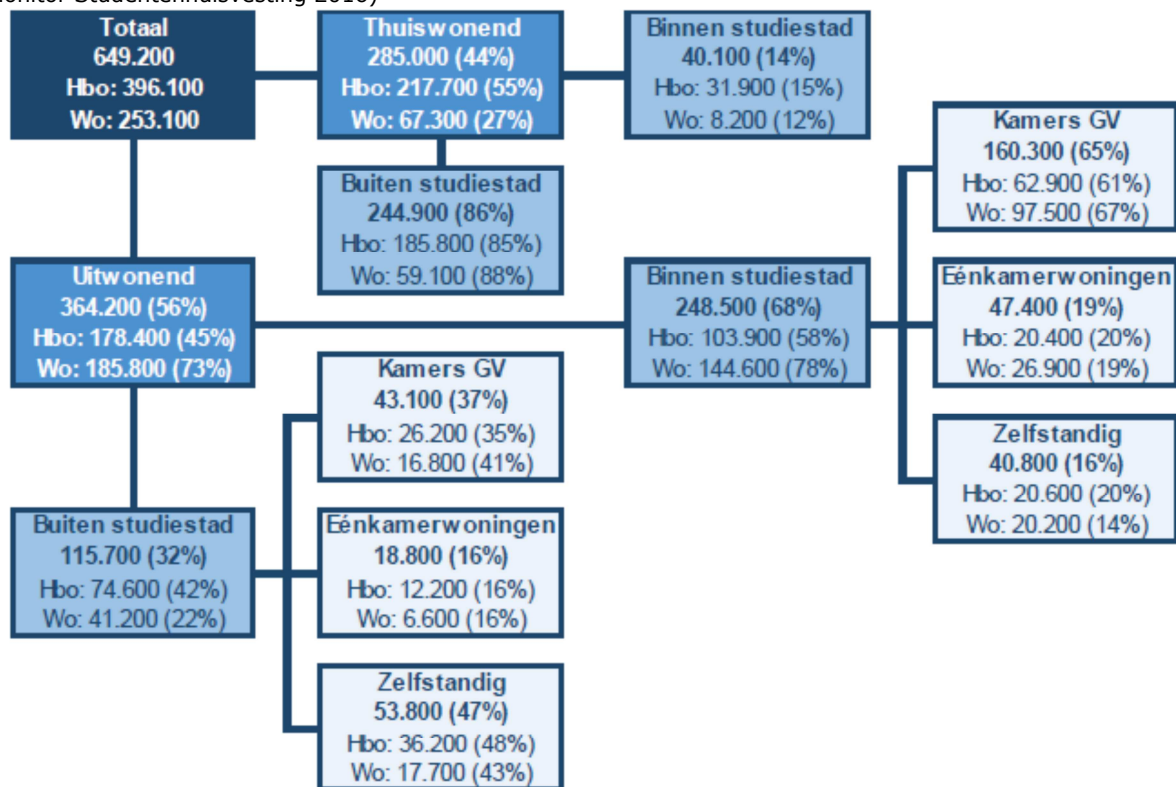 onitor Studentenhuisvesting 2016)
Totaal
649.200
Hbo: 396.100
Wo: 253.100
Thuiswonend
285.000 (44%)
Hbo: 217.700 (55%)
Wo: 67.300 (27%)
Binnen studiestad
40.100 (14%)
Hbo: 31.900 (15%)
Wo: 8.200 (12%)
Buiten studiestad
244.900 (86%)
Hbo: 185.800 (85%)
Wo: 59.100 (88%)
Uitwonend
364.200 (56%)
Hbo: 178.400 (45%)
Wo: 185.800 (73%)
Binnen studiestad
248.500 (68%)
Hbo: 103.900 (58%)
Wo: 144.600 (78%)
Kamers GV
160.300 (65%)
Hbo: 62.900 (61%)
Wo: 97.500 (67%)
Eénkamerwoningen
47.400 (19%)
Hbo: 20.400 (20%)
Wo: 26.900 (19%)
Zelfstandig
40.800 (16%)
Hbo: 20.600 (20%)
Wo: 20.200 (14%)
Buiten studiestad
115.700 (32%)
Hbo: 74.600 (42%)
Wo: 41.200 (22%)
Kamers GV
43.100 (37%)
Hbo: 26.200 (35%)
Wo: 16.800 (41%)
Eénkamerwoningen
18.800 (16%)
Hbo: 12.200 (16%)
Wo: 6.600 (16%)
Zelfstandig
53.800 (47%)
Hbo: 36.200 (48%)
Wo: 17.700 (43%)